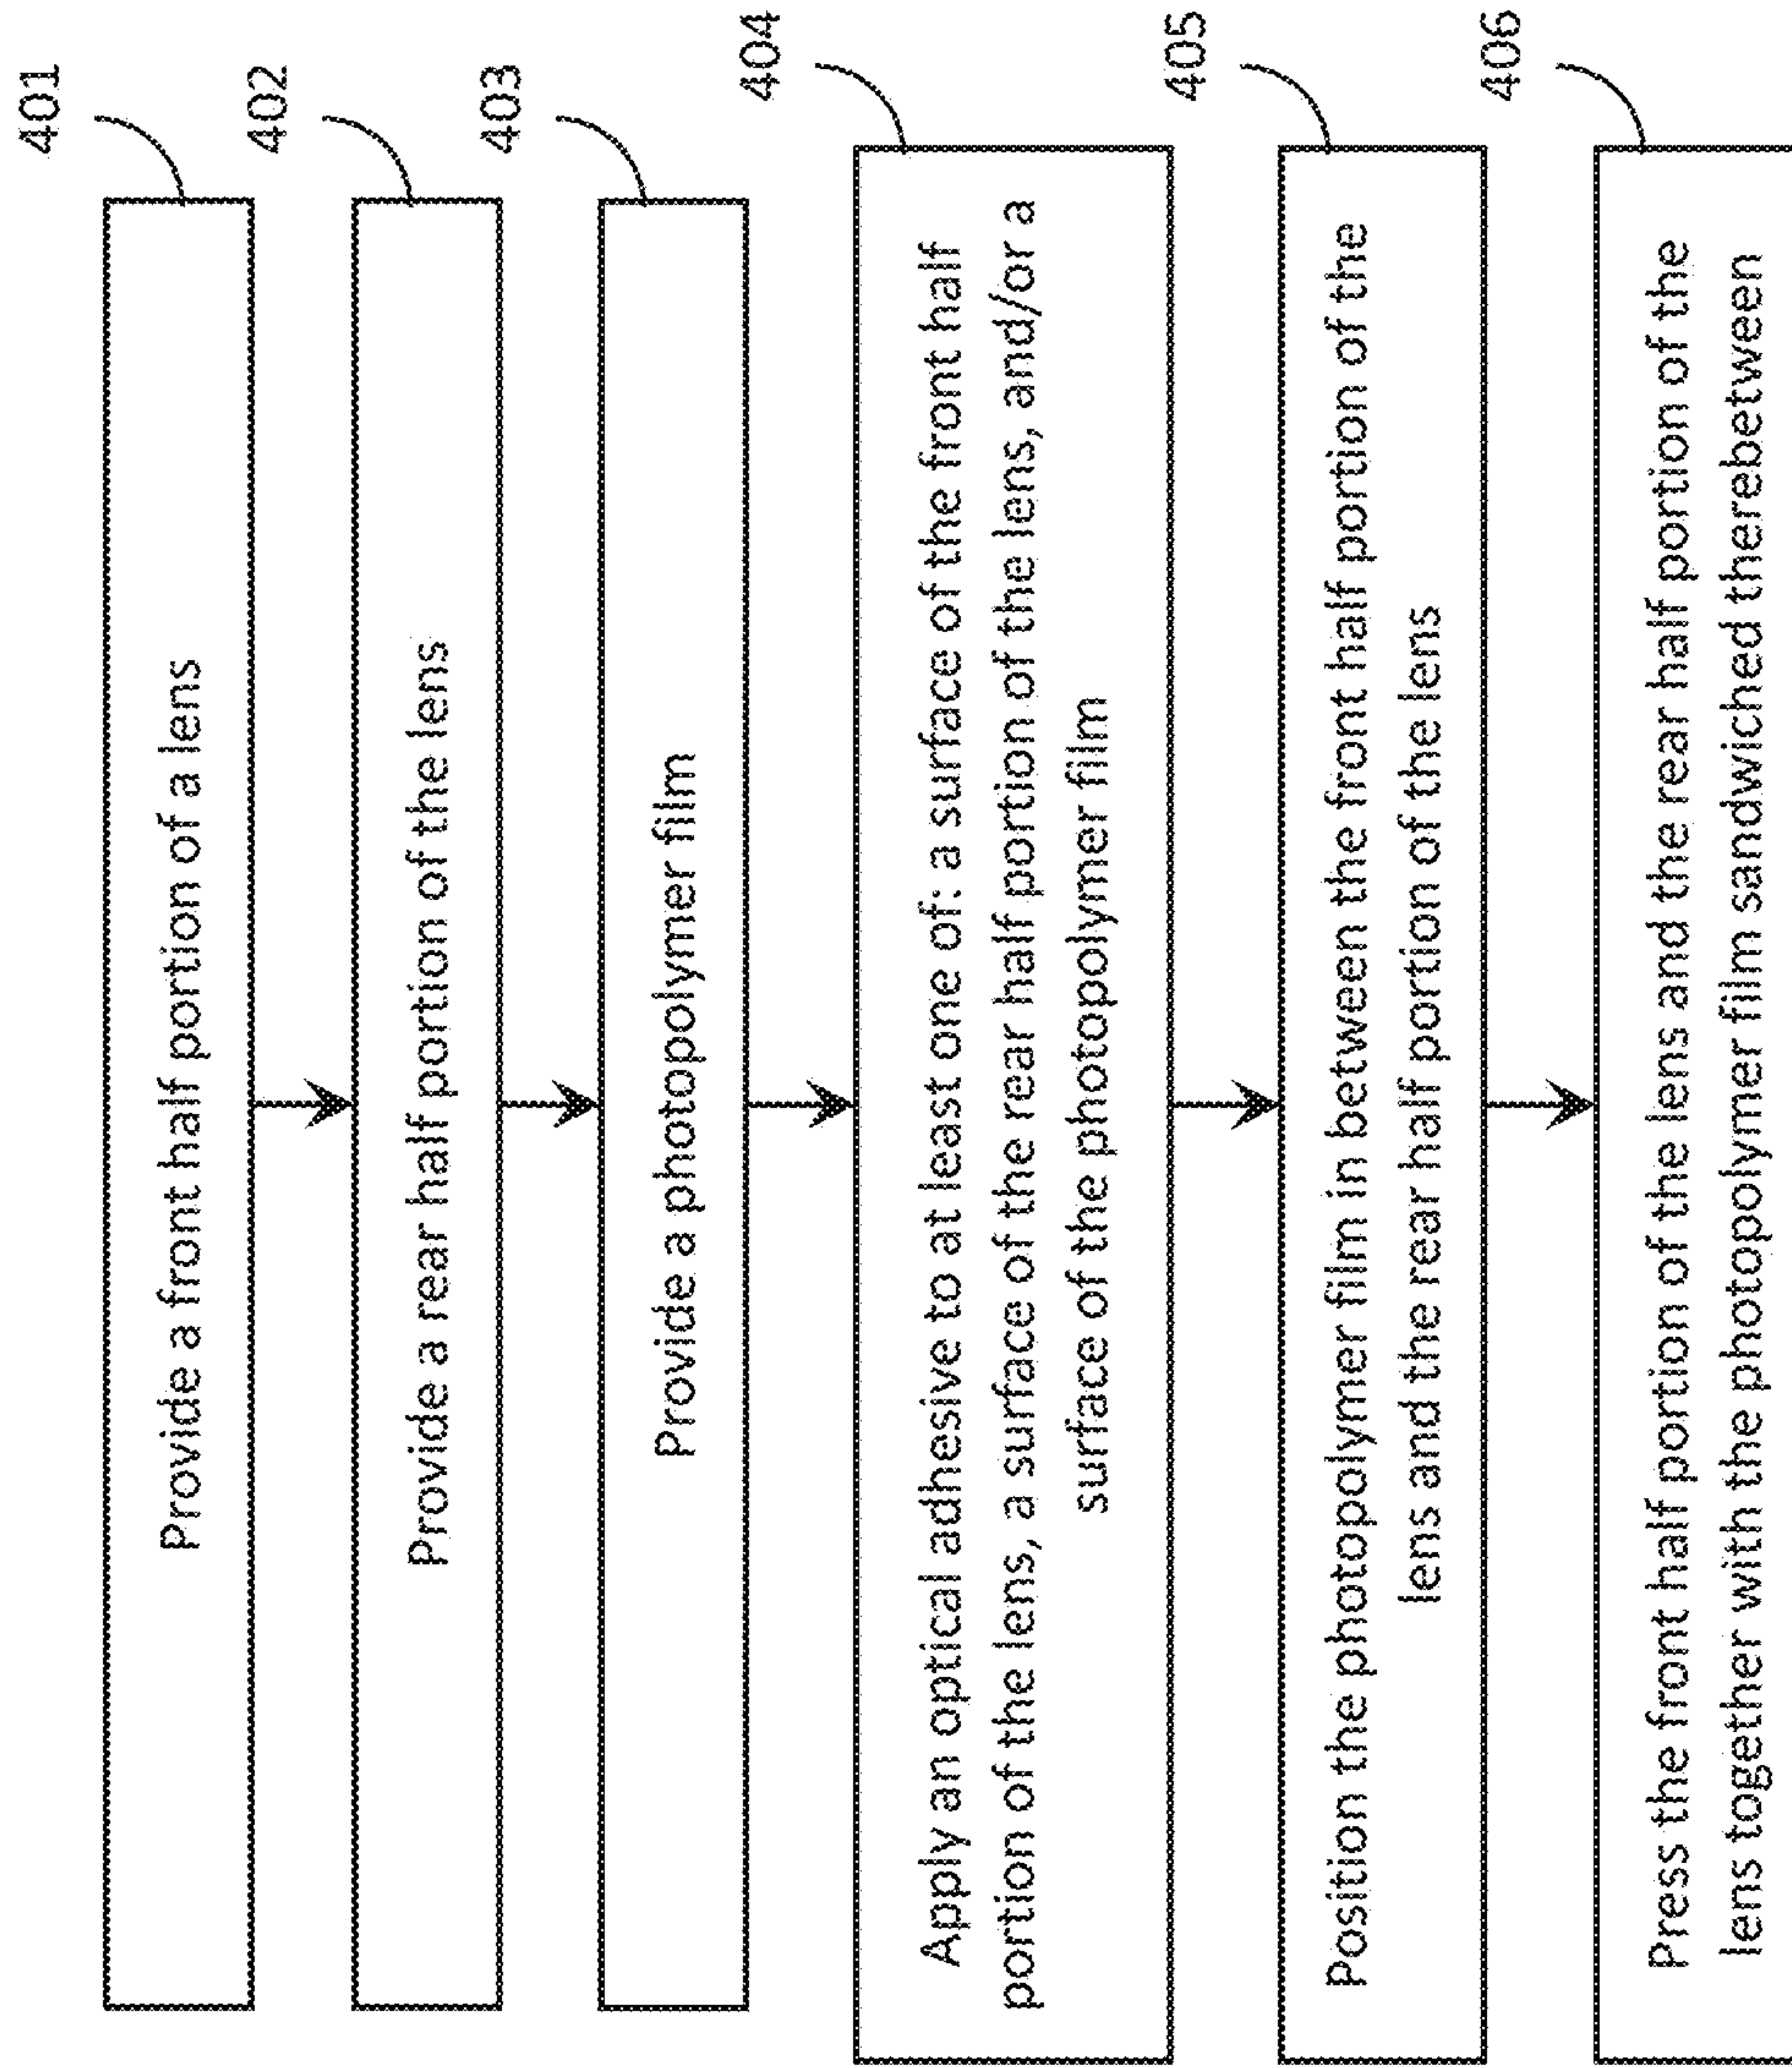 401
Provide a front half portion of a lens
402
Provide a rear half portion of the lens
403
Provide a photopolymer film
404
Apply an optical adhesive to at least one of: a surface of the front half
portion of the lens, a surface of the rear half portion of the lens, and/or a
surface of the photopolymer film
405
Position the photopolymer film in between the front half portion of the
lens and the rear half portion of the lens
406
Press the front half portion of the lens and the rear half portion of the
lens together with the photopolymer film sandwiched therebetween